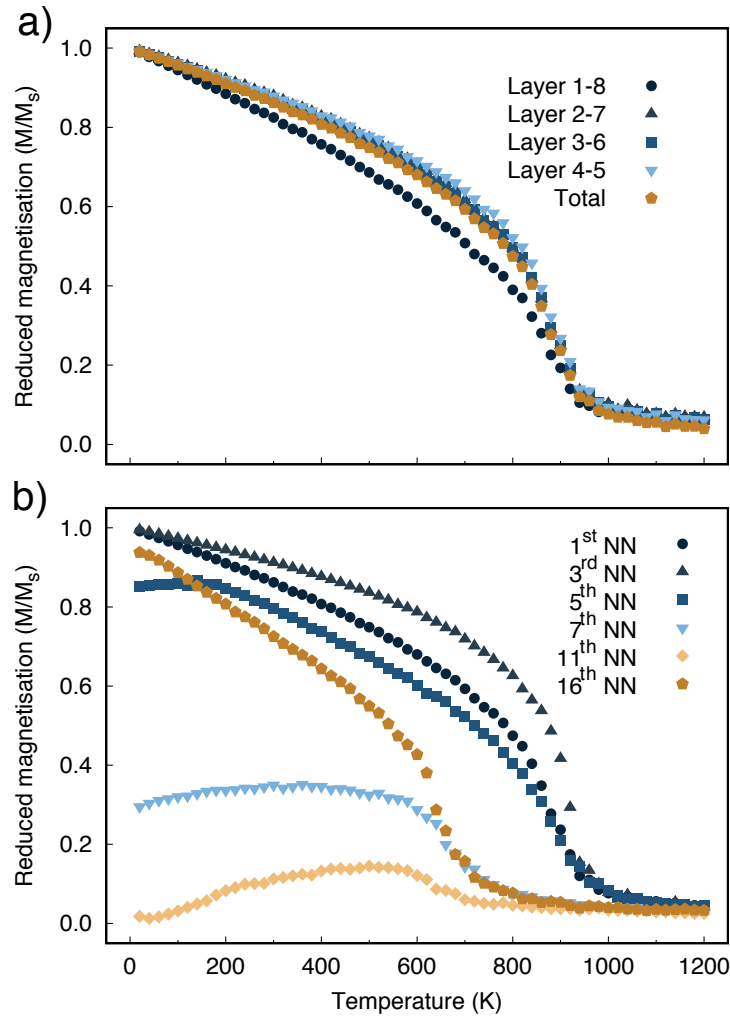 a)
1.0
0.8
0.6
0.4
0.2
0.0
Reduced magnetisation (M/Mₛ)
Layer 1-8
Layer 2-7
Layer 3-6
Layer 4-5
Total
b)
1.0
0.8
0.6
0.4
0.2
0.0
Reduced magnetisation (M/Mₛ)
1ˢᵗ NN
3ʳᵈ NN
5ᵗʰ NN
7ᵗʰ NN
11ᵗʰ NN
16ᵗʰ NN
0 200 400 600 800 1000 1200
Temperature (K)